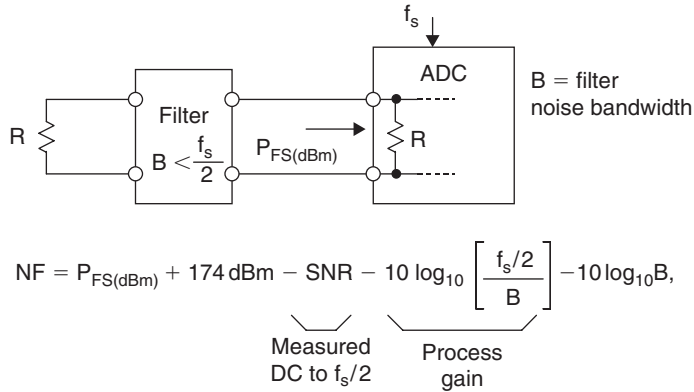 f_s
ADC
B = filter
noise bandwidth
Filter
B < f_s/2
R
P_FS(dBm)
R
NF = P_FS(dBm) + 174 dBm − SNR − 10 log_10 [ (f_s/2) / B ] −10 log_10 B,
Measured
DC to f_s/2
Process
gain